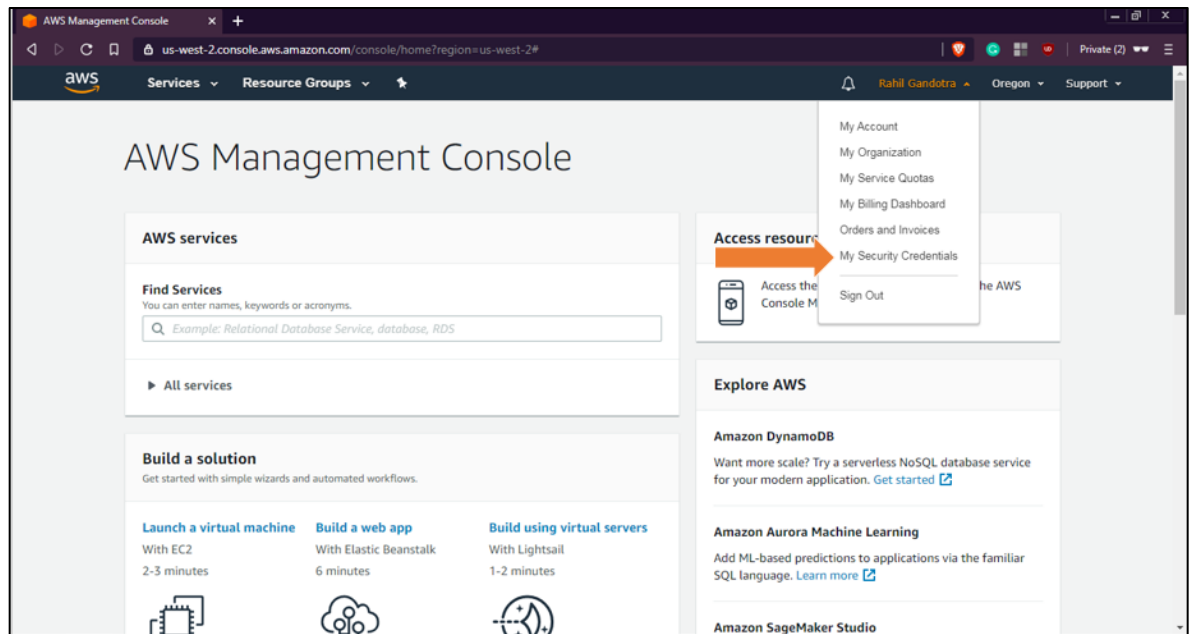 AWS Management Console
us-west-2.console.aws.amazon.com/console/home?region=us-west-2#
Private (2)
aws
Services
Resource Groups
Rahil Gandotra
Oregon
Support
My Account
My Organization
My Service Quotas
My Billing Dashboard
Orders and Invoices
My Security Credentials
Sign Out
AWS Management Console
AWS services
Find Services
You can enter names, keywords or acronyms.
Example: Relational Database Service, database, RDS
All services
Build a solution
Get started with simple wizards and automated workflows.
Launch a virtual machine
With EC2
2-3 minutes
Build a web app
With Elastic Beanstalk
6 minutes
Build using virtual servers
With Lightsail
1-2 minutes
Access resour
Access the he AWS
Console M
Explore AWS
Amazon DynamoDB
Want more scale? Try a serverless NoSQL database service
for your modern application. Get started
Amazon Aurora Machine Learning
Add ML-based predictions to applications via the familiar
SQL language. Learn more
Amazon SageMaker Studio